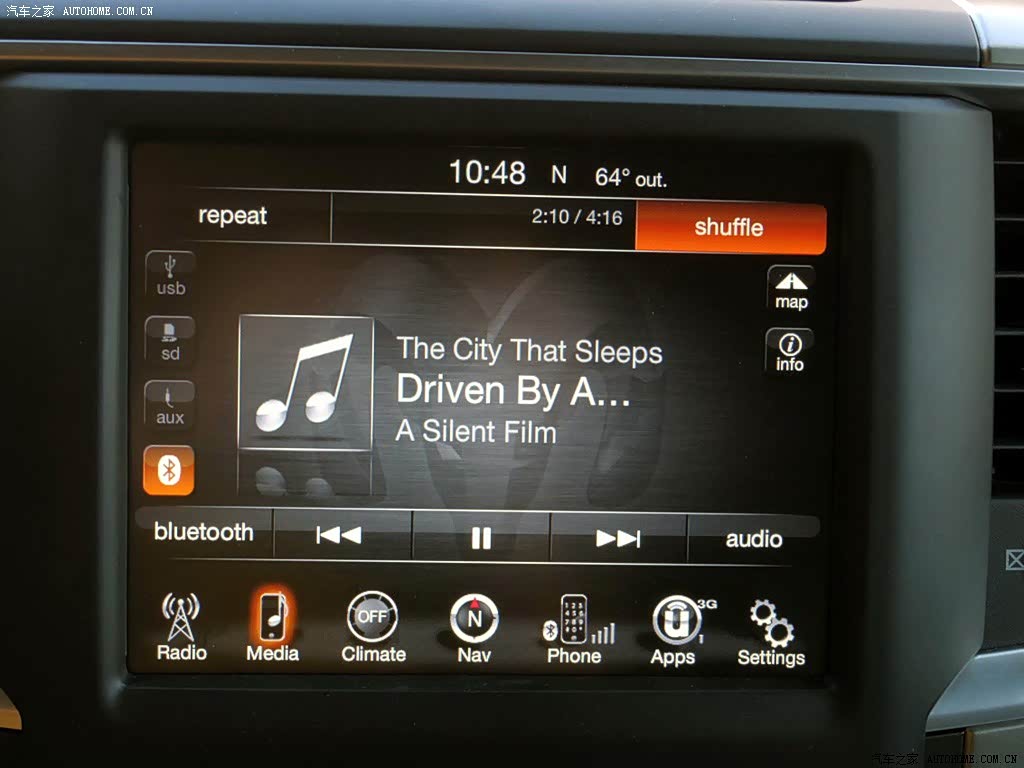 汽车之家 AUTOHOME.COM.CN
10:48 N 64° out.
repeat 2:10 / 4:16 shuffle
usb
map
sd
info
aux
The City That Sleeps
Driven By A...
A Silent Film
bluetooth audio
OFF N 3G
1
Radio Media Climate Nav Phone Apps Settings
汽车之家 AUTOHOME.COM.CN